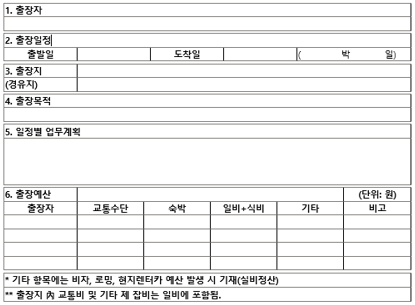 1. 출장자
2. 출장일정
출발일 도착일 ( 박 일)
3. 출장지
(경유지)
4. 출장목적
5. 일정별 업무계획
6. 출장예산 (단위: 원)
출장자 교통수단 숙박 일비+식비 기타 비고
* 기타 항목에는 비자, 로밍, 현지렌터카 예산 발생 시 기재(실비정산)
** 출장지 內 교통비 및 기타 제 잡비는 일비에 포함됨.